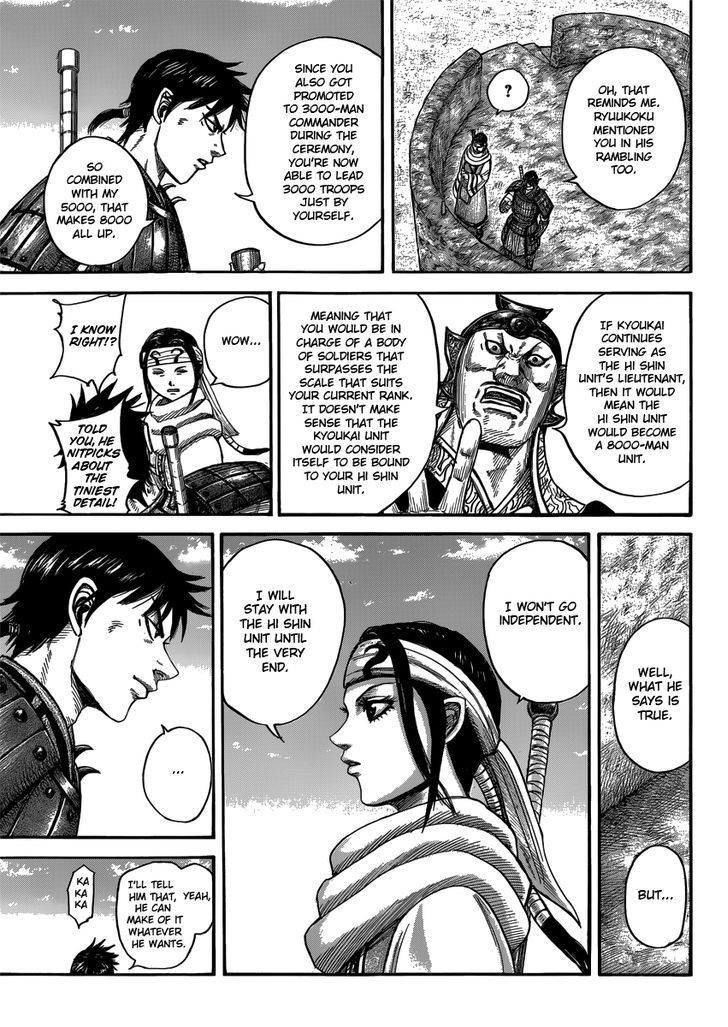 OH, THAT
REMINDS ME.
RYUUKOKU
MENTIONED
YOU IN HIS
RAMBLING
TOO.
?
SINCE YOU
ALSO GOT
PROMOTED
TO 3000-MAN
COMMANDER
DURING THE
CEREMONY,
YOU'RE NOW
ABLE TO LEAD
3000 TROOPS
JUST BY
YOURSELF.
SO
COMBINED
WITH MY
5000, THAT
MAKES 8000
ALL UP.
IF KYOUKAI
CONTINUES
SERVING AS
THE HI SHIN
UNIT'S LIEUTENANT,
THEN IT WOULD
MEAN THE
HI SHIN UNIT
WOULD BECOME
A 8000-MAN
UNIT.
MEANING THAT
YOU WOULD BE IN
CHARGE OF A BODY
OF SOLDIERS THAT
SURPASSES THE
SCALE THAT SUITS
YOUR CURRENT RANK.
IT DOESN'T MAKE
SENSE THAT THE
KYOUKAI UNIT
WOULD CONSIDER
ITSELF TO BE BOUND
TO YOUR HI SHIN
UNIT.
WOW...
I KNOW
RIGHT!?
TOLD
YOU, HE
NITPICKS
ABOUT THE
TINIEST
DETAIL!
WELL,
WHAT HE
SAYS IS
TRUE.
BUT...
I WON'T GO
INDEPENDENT.
I WILL
STAY WITH
THE HI SHIN
UNIT UNTIL
THE VERY
END.
...
YEAH,
I'LL TELL
HIM THAT,
HE CAN
MAKE OF IT
WHATEVER
HE WANTS.
KA
KA
KA